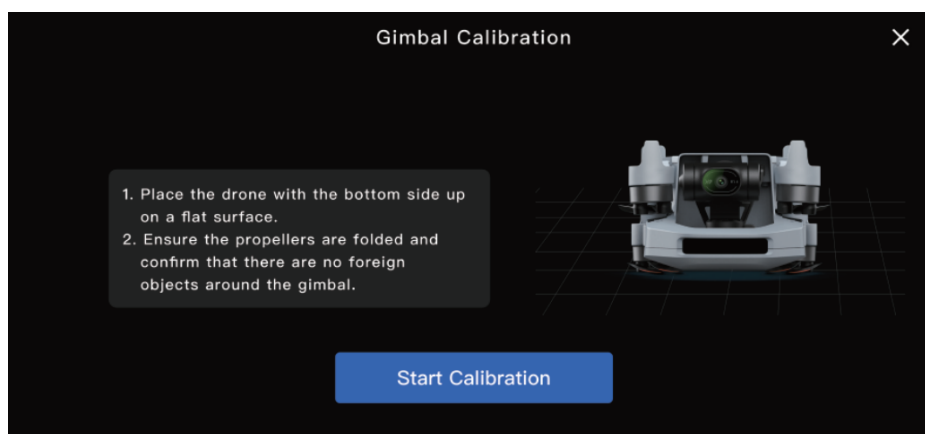 Gimbal Calibration
1. Place the drone with the bottom side up
on a flat surface.
2. Ensure the propellers are folded and
confirm that there are no foreign
objects around the gimbal.
Start Calibration